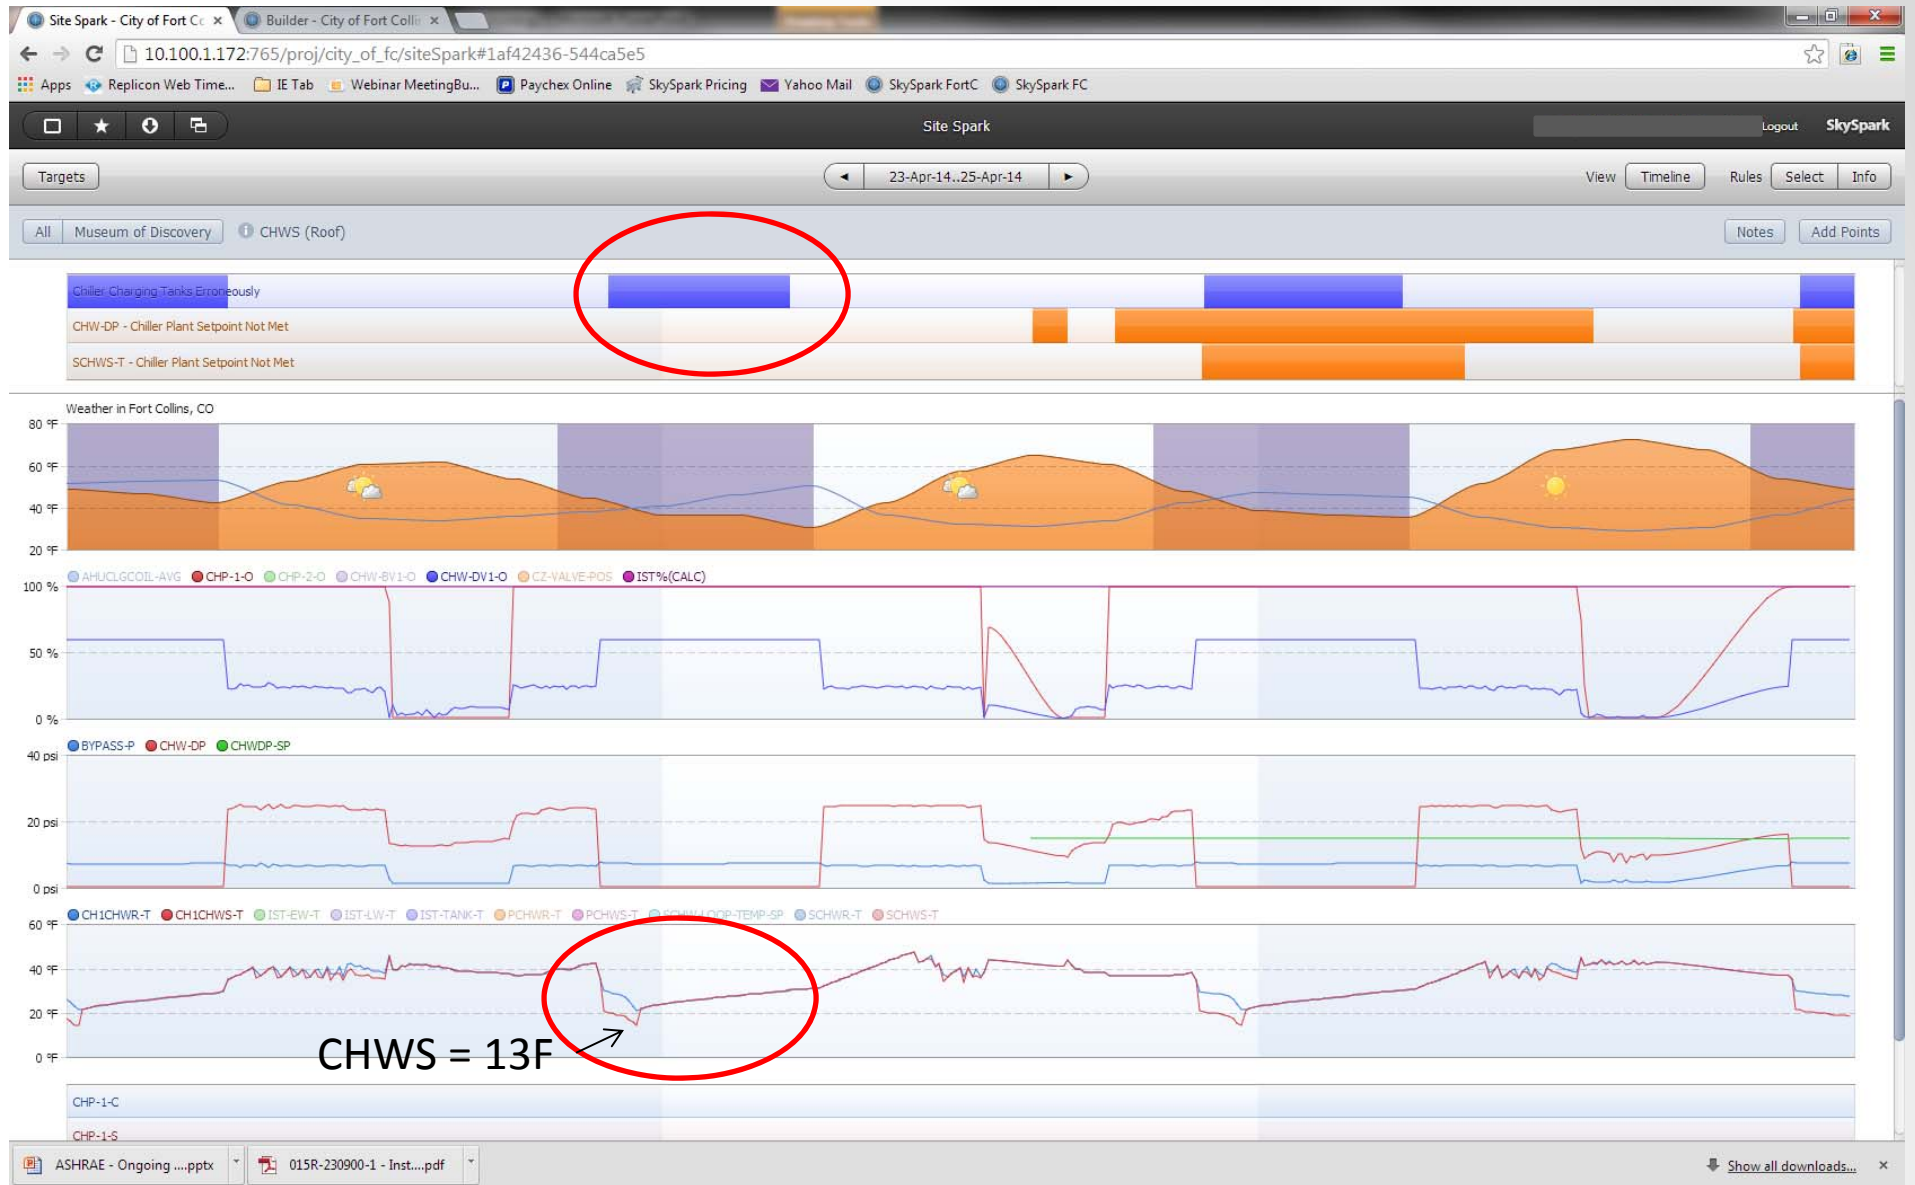 Site Spark - City of Fort Co
Builder - City of Fort Collin
10.100.1.172:765/proj/city_of_fc/siteSpark#1af42436-544ca5e5
Apps Replicon Web Time... IE Tab Webinar MeetingBu... Paychex Online SkySpark Pricing Yahoo Mail SkySpark FortC SkySpark FC
Site Spark Logout SkySpark
Targets 23-Apr-14..25-Apr-14 View Timeline Rules Select Info
All Museum of Discovery CHWS (Roof) Notes Add Points
Chiller Charging Tanks Erroneously
CHW-DP - Chiller Plant Setpoint Not Met
SCHWS-T - Chiller Plant Setpoint Not Met
Weather in Fort Collins, CO
80 °F
60 °F
40 °F
20 °F
AHUCLGCOIL-AVG CHP-1-O CHP-2-O CHW-BV1-O CHW-DV1-O CZ-VALVE-POS IST%(CALC)
100 %
50 %
0 %
BYPASS-P CHW-DP CHWDP-SP
40 psi
20 psi
0 psi
CH1CHWR-T CH1CHWS-T IST-EW-T IST-LW-T IST-TANK-T PCHWR-T PCHWS-T SCHW-LOOP-TEMP-SP SCHWR-T SCHWS-T
60 °F
40 °F
20 °F
0 °F
CHWS = 13F
CHP-1-C
CHP-1-S
ASHRAE - Ongoing ....pptx 015R-230900-1 - Inst....pdf Show all downloads...